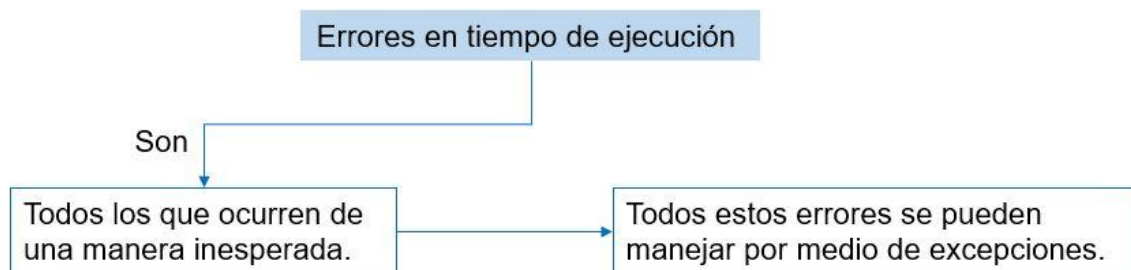 Errores en tiempo de ejecución
Son
Todos los que ocurren de
una manera inesperada.
Todos estos errores se pueden
manejar por medio de excepciones.